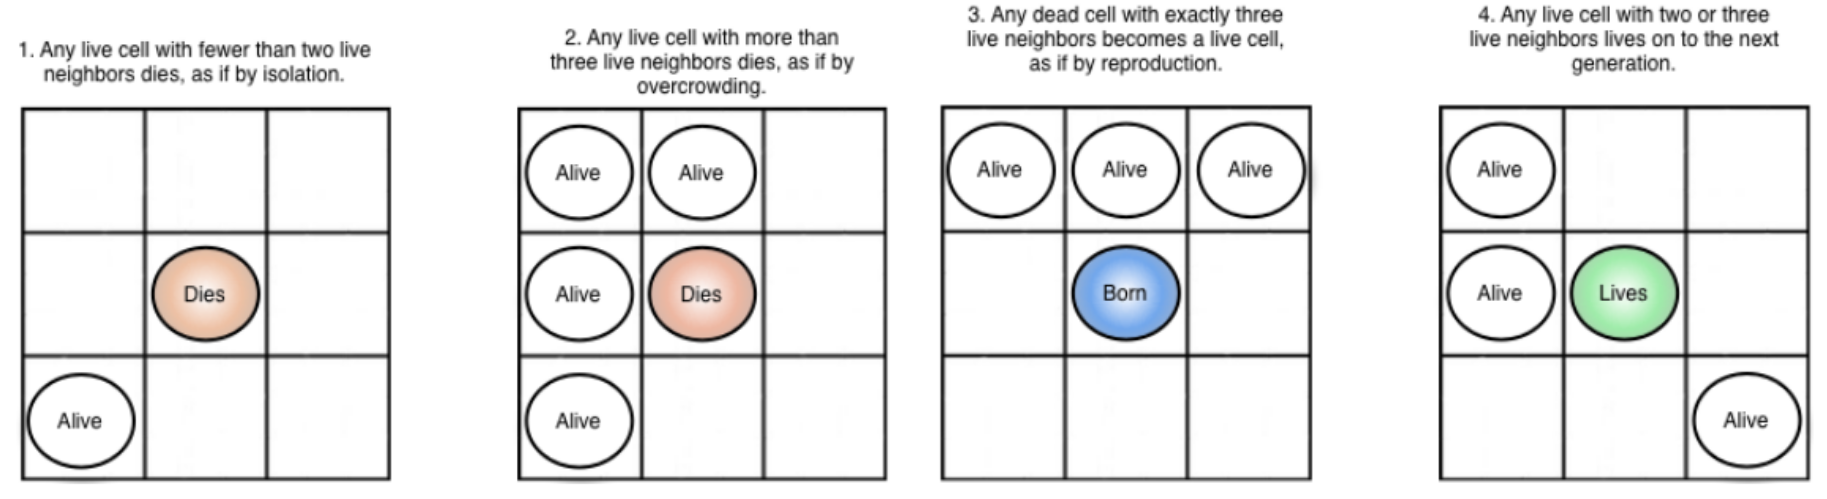 1. Any live cell with fewer than two live
neighbors dies, as if by isolation.
Dies
Alive
2. Any live cell with more than
three live neighbors dies, as if by
overcrowding.
Alive
Alive
Alive
Dies
Alive
3. Any dead cell with exactly three
live neighbors becomes a live cell,
as if by reproduction.
Alive
Alive
Alive
Born
4. Any live cell with two or three
live neighbors lives on to the next
generation.
Alive
Alive
Lives
Alive